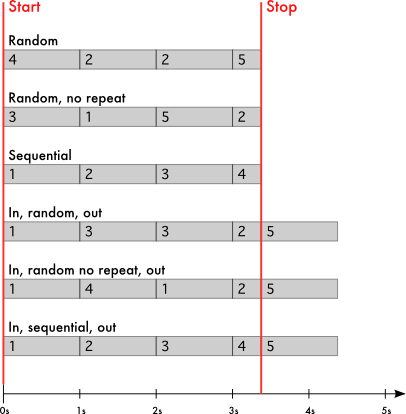 Start Stop
Random
4 2 2 5
Random, no repeat
3 1 5 2
Sequential
1 2 3 4
In, random, out
1 3 3 2 5
In, random no repeat, out
1 4 1 2 5
In, sequential, out
1 2 3 4 5
0s 1s 2s 3s 4s 5s